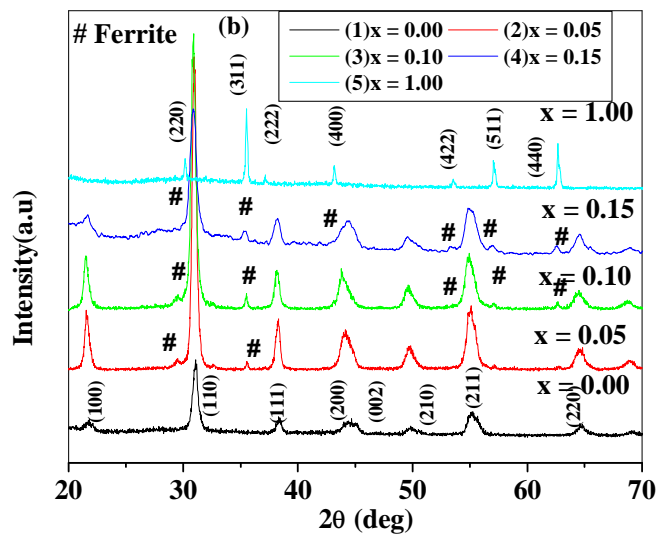 # Ferrite
(b)
(1)x = 0.00
(2)x = 0.05
(3)x = 0.10
(4)x = 0.15
(5)x = 1.00
(220)
(311)
(222)
(400)
(422)
(511)
(440)
x = 1.00
# # # # # #
x = 0.15
# # # # #
x = 0.10
# #
x = 0.05
x = 0.00
(100)
(110)
(111)
(200)
(002)
(210)
(211)
(220)
Intensity(a.u)
20 30 40 50 60 70
2θ (deg)